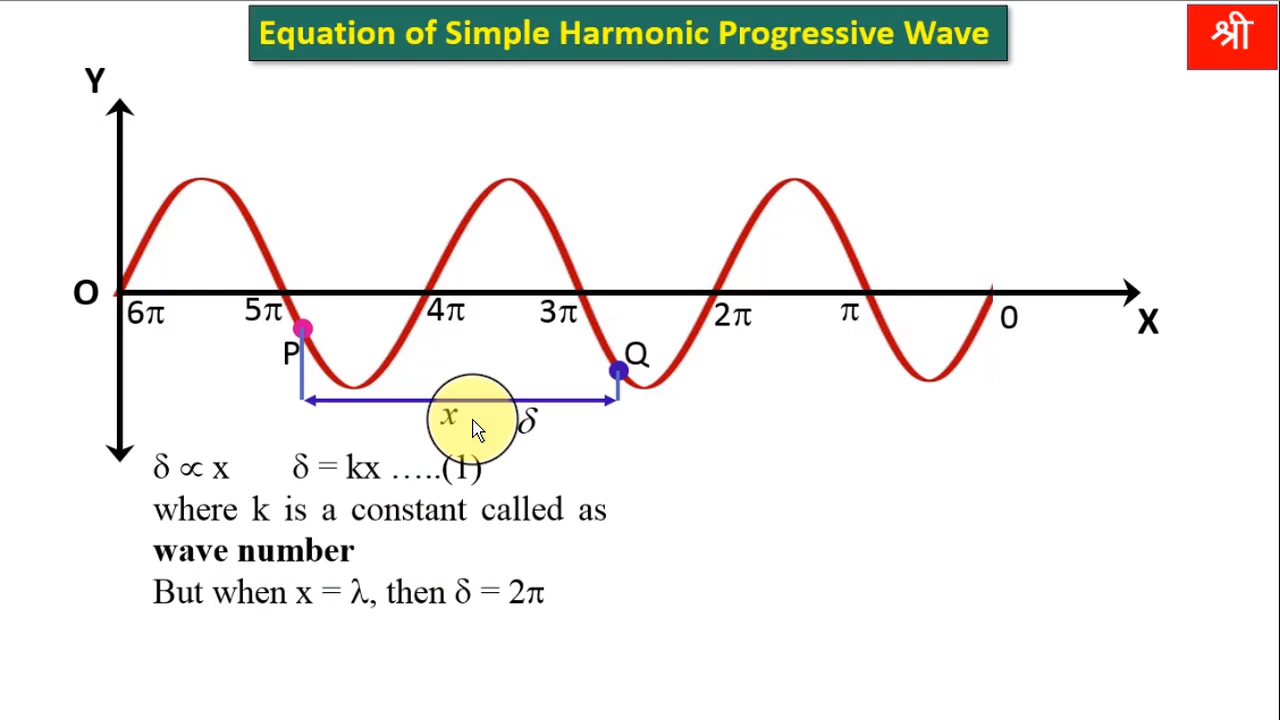 Equation of Simple Harmonic Progressive Wave
श्री
Y
O
6π
5π
4π
3π
2π
π
0
X
P
Q
x
δ
δ ∝ x δ = kx …..(1)
where k is a constant called as
wave number
But when x = λ, then δ = 2π